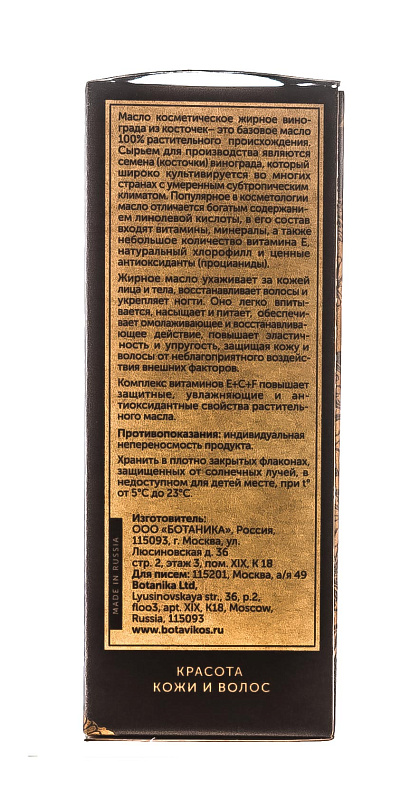 Масло косметическое жирное вино-
града из косточек– это базовое масло
100% растительного происхождения.
Сырьем для производства являются
семена (косточки) винограда, который
широко культивируется во многих
странах с умеренным субтропическим
климатом. Популярное в косметологии
масло отличается богатым содержани-
ем линолевой кислоты, в его состав
входят витамины, минералы, а также
небольшое количество витамина Е,
натуральный хлорофилл и ценные
антиоксиданты (процианиды).
Жирное масло ухаживает за кожей
лица и тела, восстанавливает волосы и
укрепляет ногти. Оно легко впиты-
вается, насыщает и питает, обеспечи-
вает омолаживающее и восстанавлива-
ющее действие, повышает эластич-
ность и упругость, защищая кожу и
волосы от неблагоприятного воздейс-
твия внешних факторов.
Комплекс витаминов Е+С+F повышает
защитные, увлажняющие и ан-
тиоксидантные свойства раститель-
ного масла.
Противопоказания: индивидуальная
непереносмость продукта.
Хранить в плотно закрытых флаконах,
защищенных от солнечных лучей, в
недоступном для детей месте, при t°
от 5°С до 23°С.
MADE IN RUSSIA
Изготовитель:
ООО «БОТАНИКА», Россия,
115093, г. Москва, ул.
Люсиновская д. 36
стр. 2, этаж 3, пом. XIX, К 18
Для писем: 115201, Москва, а/я 49
Botanika Ltd,
Lyusinovskaya str., 36, p.2,
floo3, apt. XIX, K18, Moscow,
Russia, 115093
www.botavikos.ru
КРАСОТА
КОЖИ И ВОЛОС